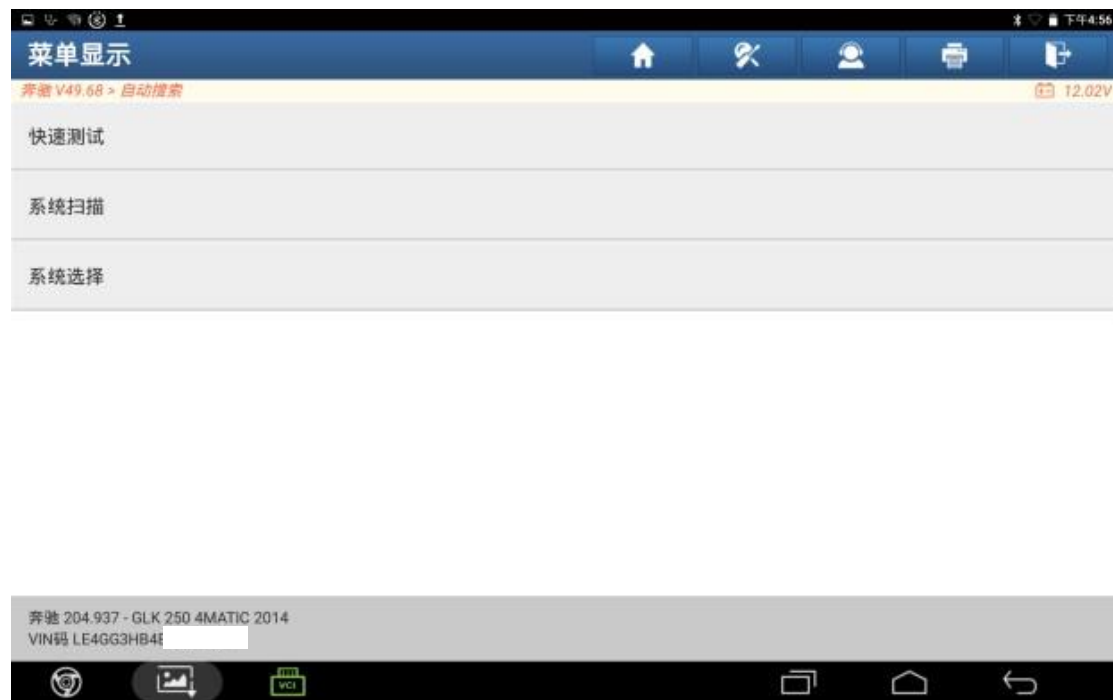 下午4:56
菜单显示
奔驰 V49.68 > 自动搜索
12.02V
快速测试
系统扫描
系统选择
奔驰 204.937 - GLK 250 4MATIC 2014
VIN码 LE4GG3HB4E
VCI